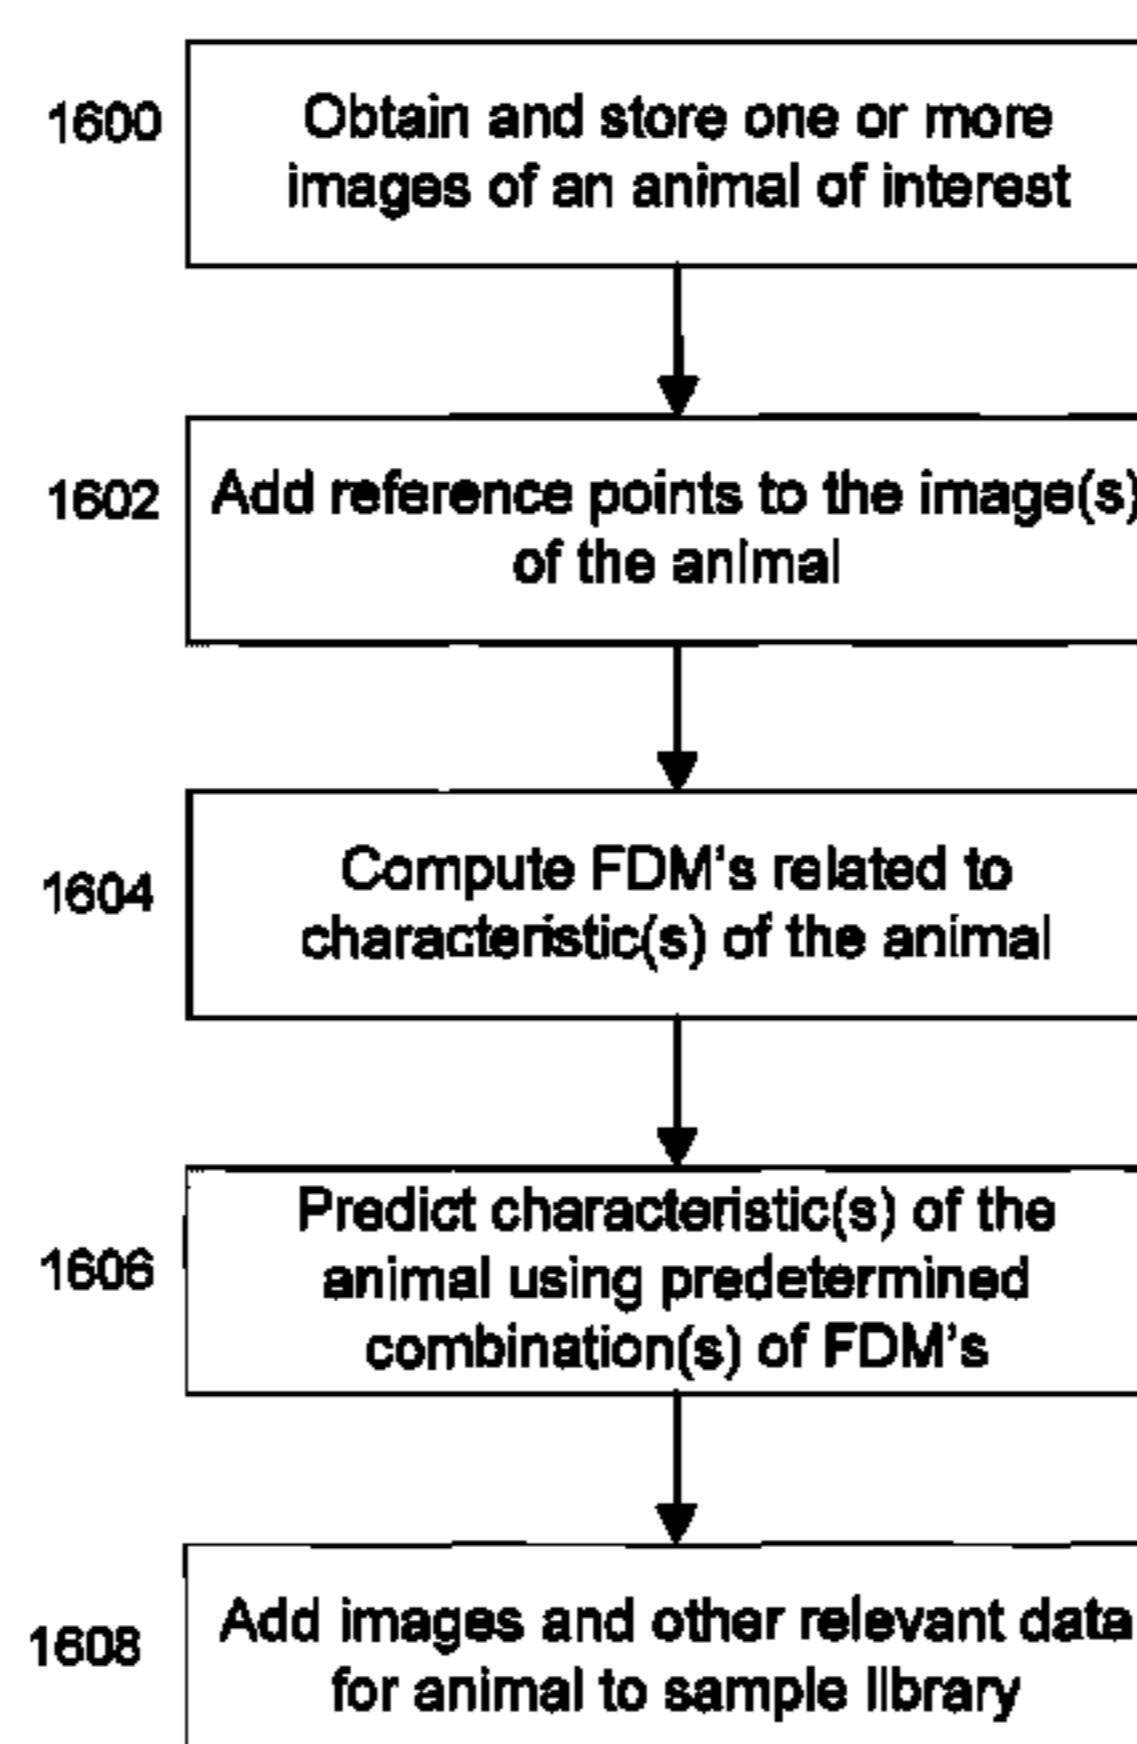 1600
Obtain and store one or more
images of an animal of interest
1602
Add reference points to the image(s)
of the animal
1604
Compute FDM's related to
characteristic(s) of the animal
1606
Predict characteristic(s) of the
animal using predetermined
combination(s) of FDM's
1608
Add images and other relevant data
for animal to sample library